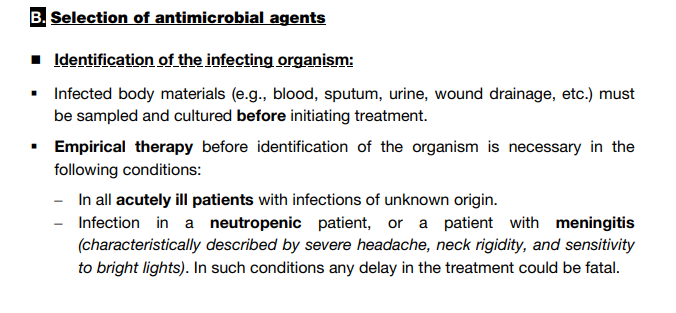 B. Selection of antimicrobial agents
■ Identification of the infecting organism:
▪ Infected body materials (e.g., blood, sputum, urine, wound drainage, etc.) must
be sampled and cultured before initiating treatment.
▪ Empirical therapy before identification of the organism is necessary in the
following conditions:
– In all acutely ill patients with infections of unknown origin.
– Infection in a neutropenic patient, or a patient with meningitis
(characteristically described by severe headache, neck rigidity, and sensitivity
to bright lights). In such conditions any delay in the treatment could be fatal.